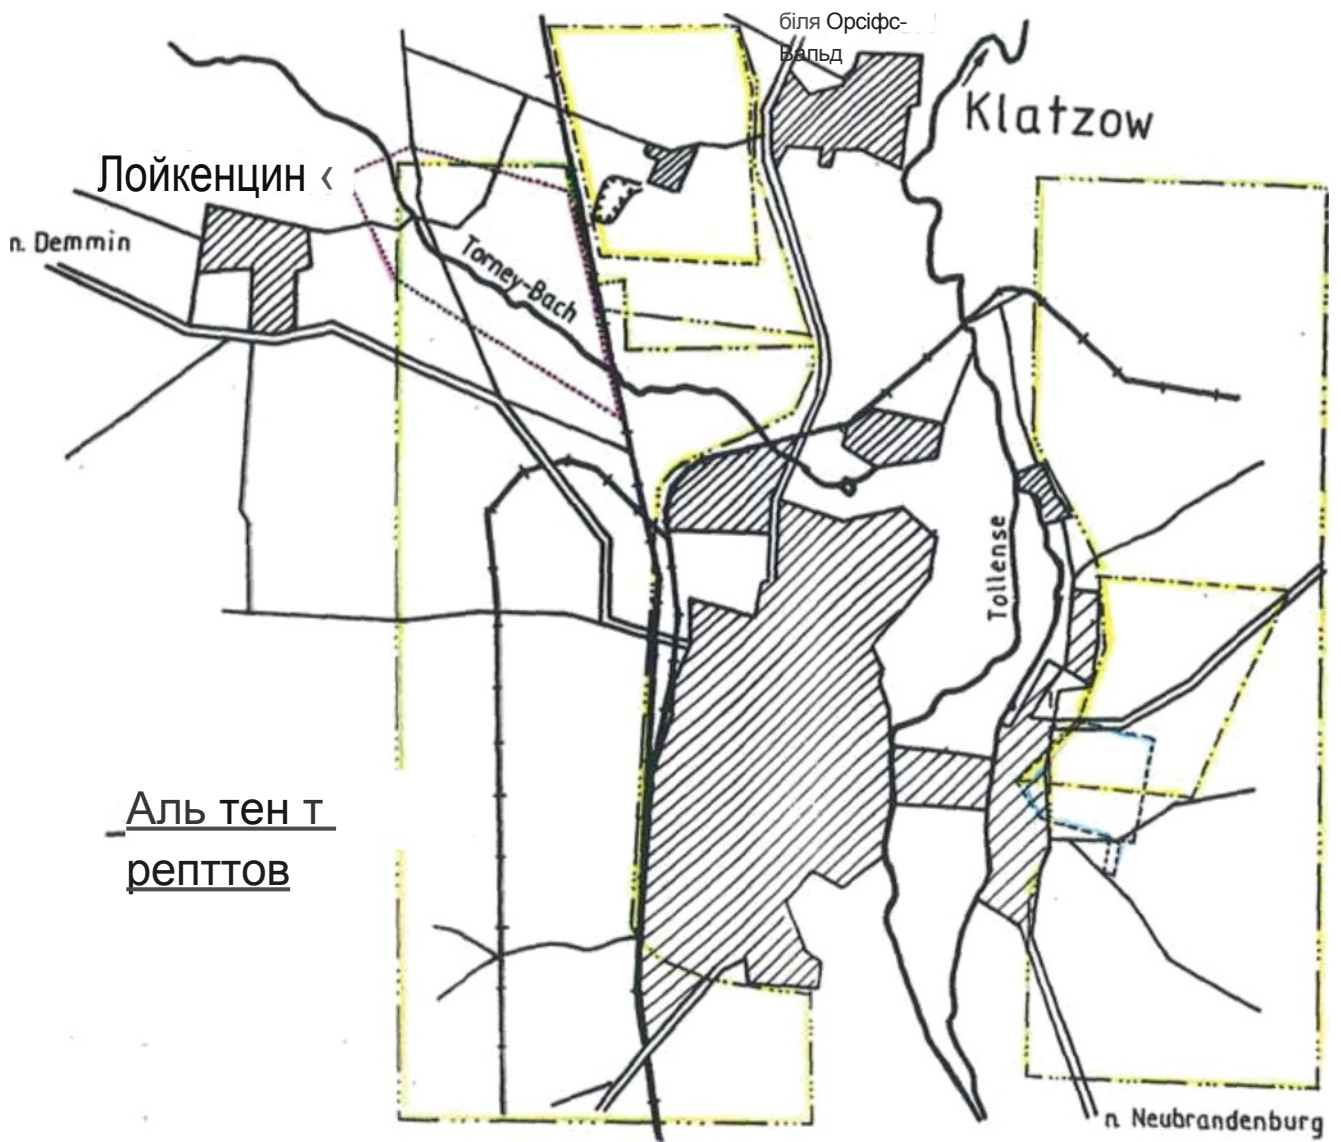 біля Орсіфс-
Вальд
Klatzow
Лойкенцин ‹
n. Demmin
Torney-Bach
Tollense
Аль тен т
репттов
n Neubrandenburg